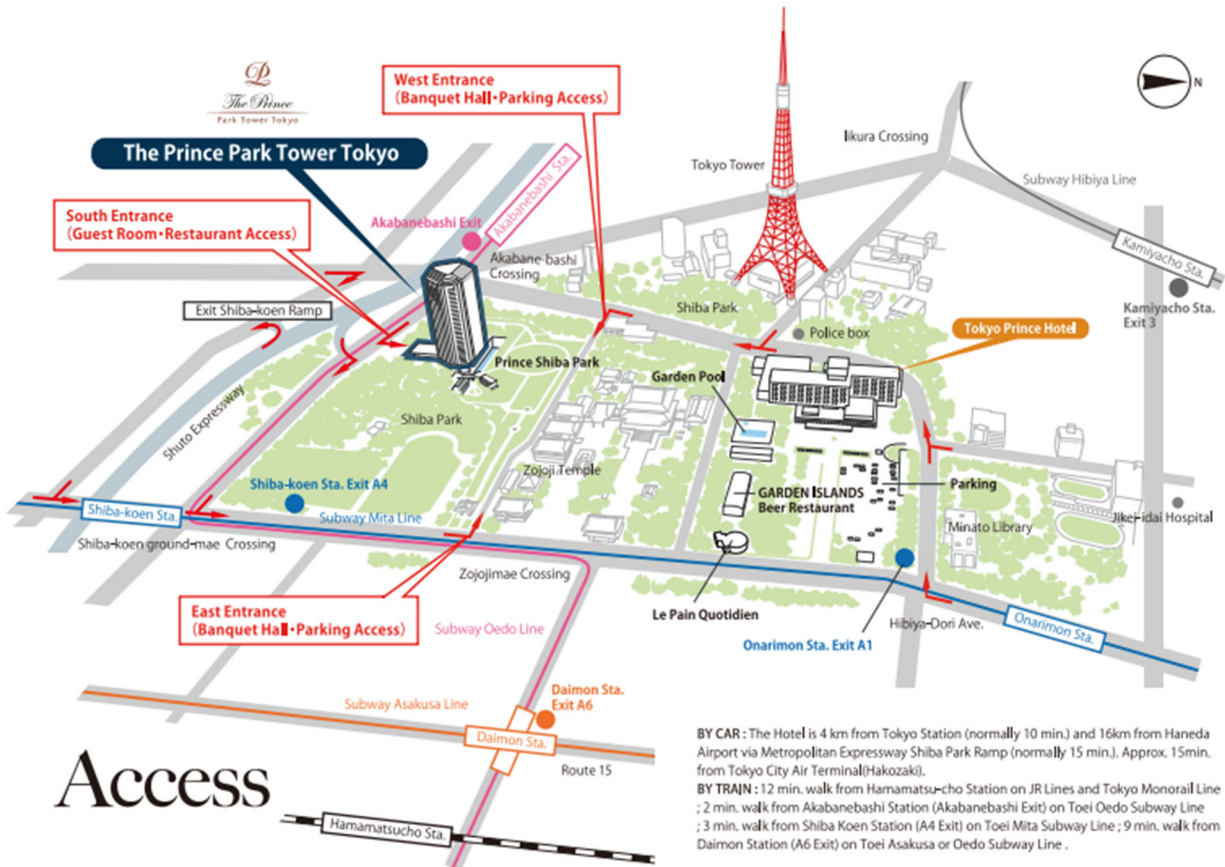 The Prince
Park Tower Tokyo
The Prince Park Tower Tokyo
West Entrance
(Banquet Hall・Parking Access)
N
Iikura Crossing
Tokyo Tower
Subway Hibiya Line
South Entrance
(Guest Room・Restaurant Access)
Akabanebashi Sta.
Akabanebashi Exit
Akabane-bashi
Crossing
Kamiyacho Sta.
Kamiyacho Sta.
Exit 3
Exit Shiba-koen Ramp
Shiba Park
Police box
Tokyo Prince Hotel
Prince Shiba Park
Garden Pool
Shuto Expressway
Shiba Park
Zojoji Temple
Shiba-koen Sta. Exit A4
GARDEN ISLANDS
Beer Restaurant
Parking
Shiba-koen Sta.
Subway Mita Line
Minato Library
Jikei-idai Hospital
Shiba-koen ground-mae Crossing
Zojojimae Crossing
East Entrance
(Banquet Hall・Parking Access)
Le Pain Quotidien
Subway Oedo Line
Hibiya-Dori Ave.
Onarimon Sta.
Onarimon Sta. Exit A1
Subway Asakusa Line
Daimon Sta.
Exit A6
Daimon Sta.
Route 15
Access
Hamamatsucho Sta.
BY CAR : The Hotel is 4 km from Tokyo Station (normally 10 min.) and 16km from Haneda
Airport via Metropolitan Expressway Shiba Park Ramp (normally 15 min.). Approx. 15min.
from Tokyo City Air Terminal(Hakozaki).
BY TRAIN : 12 min. walk from Hamamatsu-cho Station on JR Lines and Tokyo Monorail Line
; 2 min. walk from Akabanebashi Station (Akabanebashi Exit) on Toei Oedo Subway Line
; 3 min. walk from Shiba Koen Station (A4 Exit) on Toei Mita Subway Line ; 9 min. walk from
Daimon Station (A6 Exit) on Toei Asakusa or Oedo Subway Line .